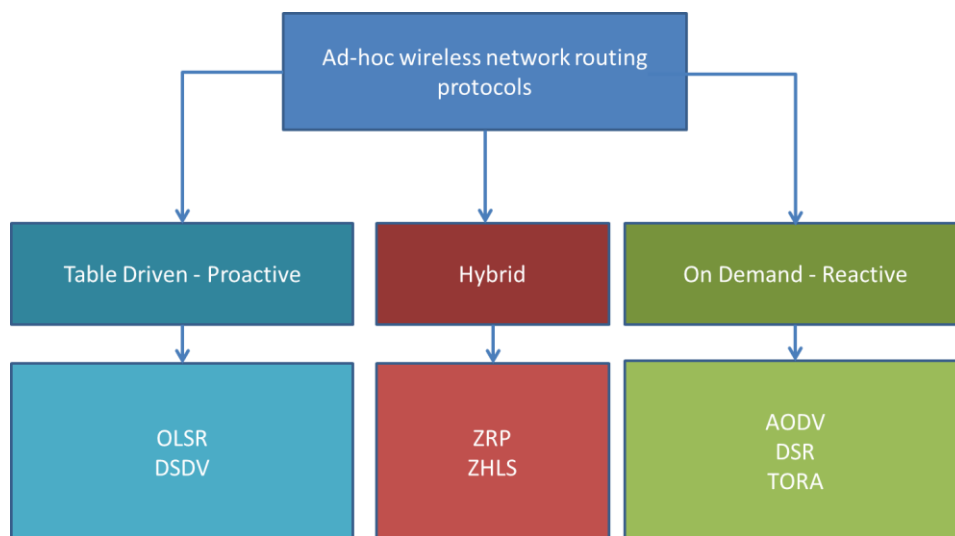 Ad-hoc wireless network routing
protocols
Table Driven - Proactive
Hybrid
On Demand - Reactive
OLSR
DSDV
ZRP
ZHLS
AODV
DSR
TORA